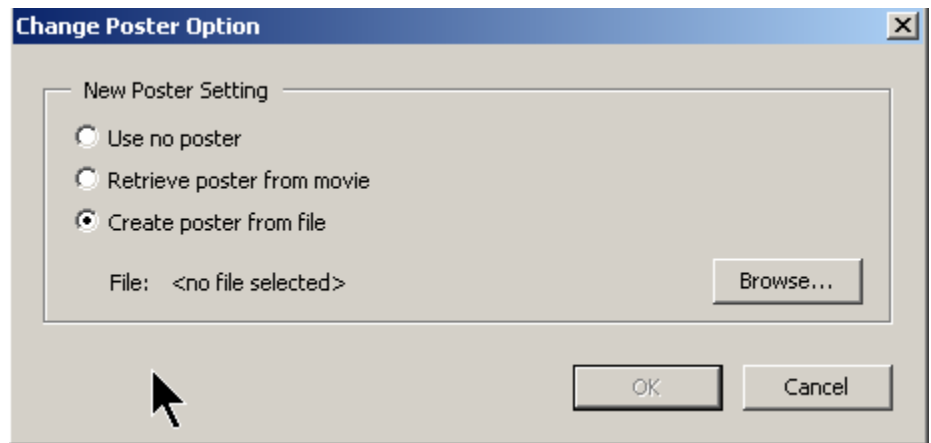 Change Poster Option
New Poster Setting
Use no poster
Retrieve poster from movie
Create poster from file
File: <no file selected> Browse...
OK Cancel